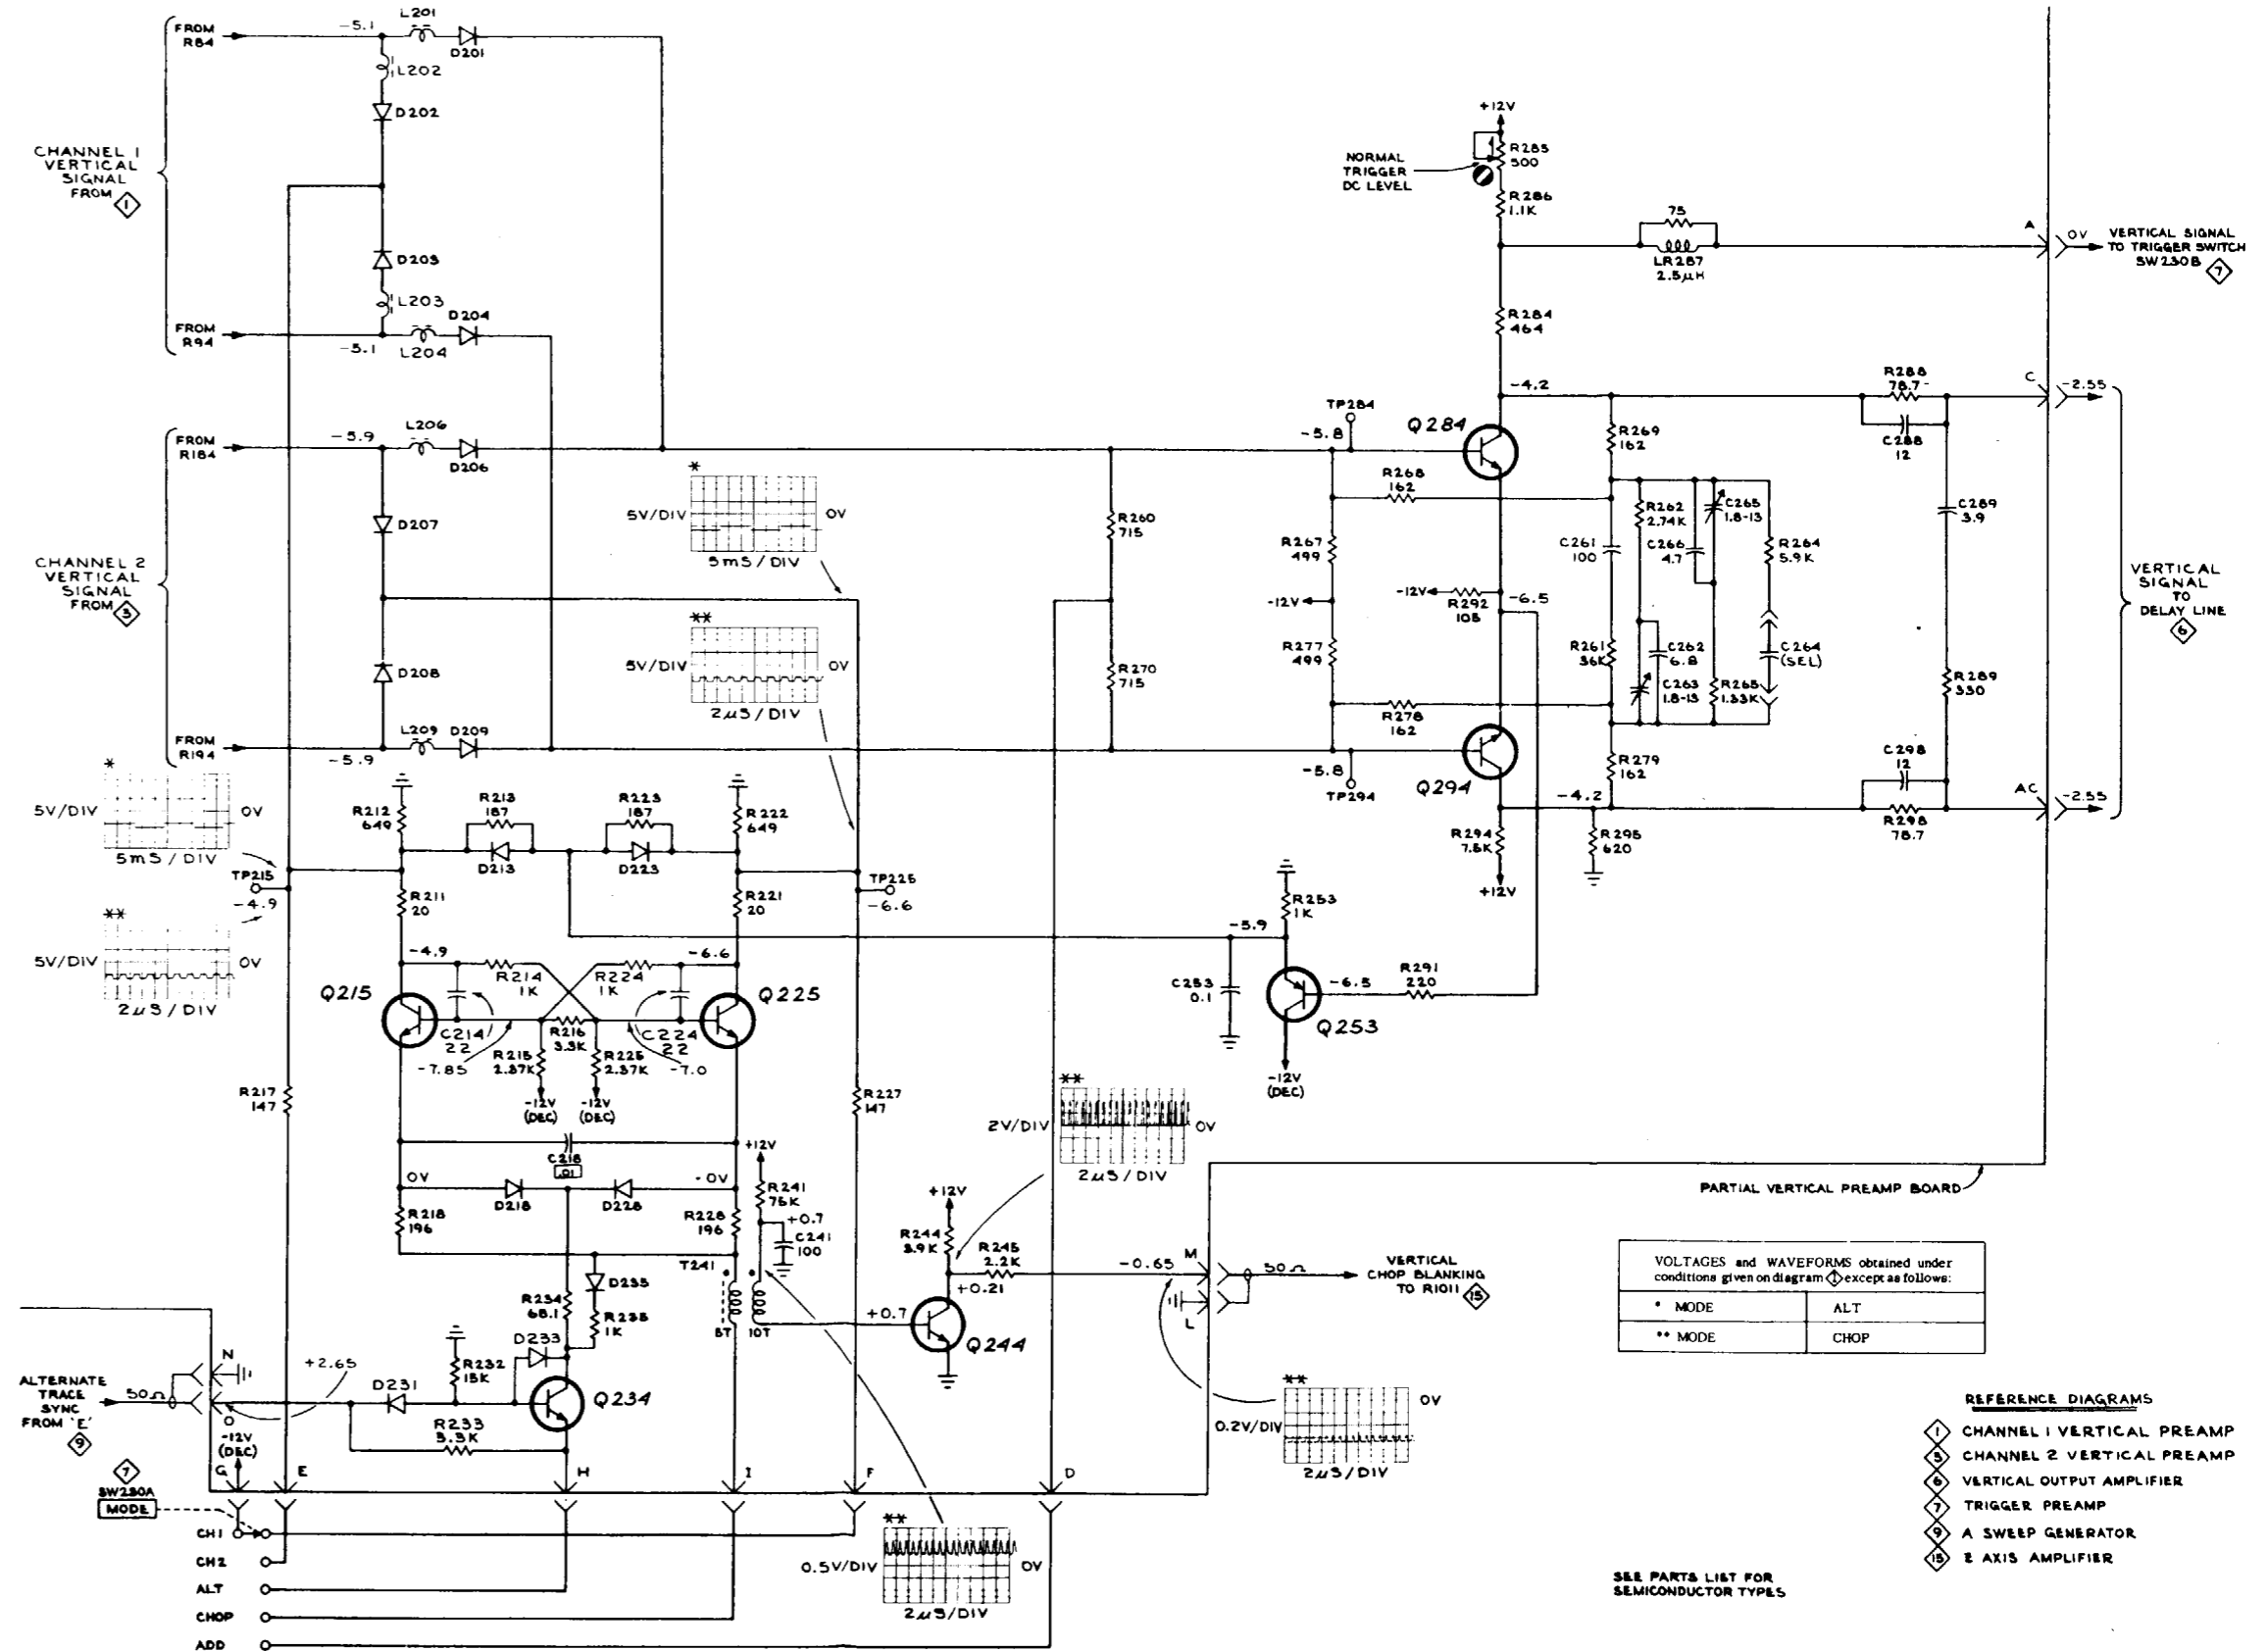 FROM
R84
-5.1
L201
D201
L202
D202
CHANNEL 1
VERTICAL
SIGNAL
FROM 1
D203
L203
FROM
R94
-5.1
L204
D204
+12V
NORMAL
TRIGGER
DC LEVEL
R285
500
R286
1.1K
75
LR287
2.5µH
A
0V
VERTICAL SIGNAL
TO TRIGGER SWITCH
SW230B 7
R284
464
-4.2
R288
78.7
C288
12
C
-2.55
FROM
R184
-5.9
L206
D206
D207
CHANNEL 2
VERTICAL
SIGNAL
FROM 3
D208
FROM
R194
-5.9
L209
D209
*
5V/DIV
0V
5mS/DIV
**
5V/DIV
0V
2µS/DIV
R260
715
R270
715
TP284
-5.8
Q284
R268
162
R267
499
-12V
R277
499
-12V
R292
105
-6.5
R278
162
-5.8
TP294
Q294
R269
162
C261
100
R261
36K
R262
2.74K
C266
4.7
C265
1.8-13
R264
5.9K
C262
6.8
C263
1.8-13
R265
1.33K
C264
(SEL)
R279
162
-4.2
R294
7.5K
+12V
R295
620
C289
3.9
R289
330
C298
12
R298
78.7
AC
-2.55
VERTICAL
SIGNAL
TO
DELAY LINE
6
*
5V/DIV
0V
5mS/DIV
TP215
-4.9
**
5V/DIV
0V
2µS/DIV
R212
649
R213
187
D213
R223
187
D223
R222
649
R211
20
R221
20
TP225
-6.6
-4.9
R214
1K
R224
1K
-6.6
Q215
Q225
C214
22
R216
3.3K
C224
22
-7.85
R215
2.37K
R225
2.37K
-7.0
-12V
(DEC)
-12V
(DEC)
R253
1K
-5.9
C253
0.1
-6.5
R291
220
Q253
-12V
(DEC)
R217
147
R227
147
C218
.01
+12V
0V
D218
D228
-0V
R241
75K
R218
196
R228
196
+0.7
C241
100
T241
5T
10T
D235
R234
68.1
R235
1K
D233
+0.7
+12V
R244
3.9K
R245
2.2K
+0.21
Q244
**
2V/DIV
0V
2µS/DIV
-0.65
M
L
50Ω
VERTICAL
CHOP BLANKING
TO R1011 15
**
0.2V/DIV
0V
2µS/DIV
PARTIAL VERTICAL PREAMP BOARD
VOLTAGES and WAVEFORMS obtained under
conditions given on diagram 1 except as follows:
* MODE ALT
** MODE CHOP
ALTERNATE
TRACE
SYNC
FROM 'E'
9
50Ω
N
O
+2.65
D231
R232
15K
R233
3.3K
Q234
-12V
(DEC)
G
E
H
I
F
D
7
SW230A
MODE
CH1
CH2
ALT
CHOP
ADD
**
0.5V/DIV
0V
2µS/DIV
REFERENCE DIAGRAMS
1 CHANNEL 1 VERTICAL PREAMP
3 CHANNEL 2 VERTICAL PREAMP
6 VERTICAL OUTPUT AMPLIFIER
7 TRIGGER PREAMP
9 A SWEEP GENERATOR
15 Z AXIS AMPLIFIER
SEE PARTS LIST FOR
SEMICONDUCTOR TYPES